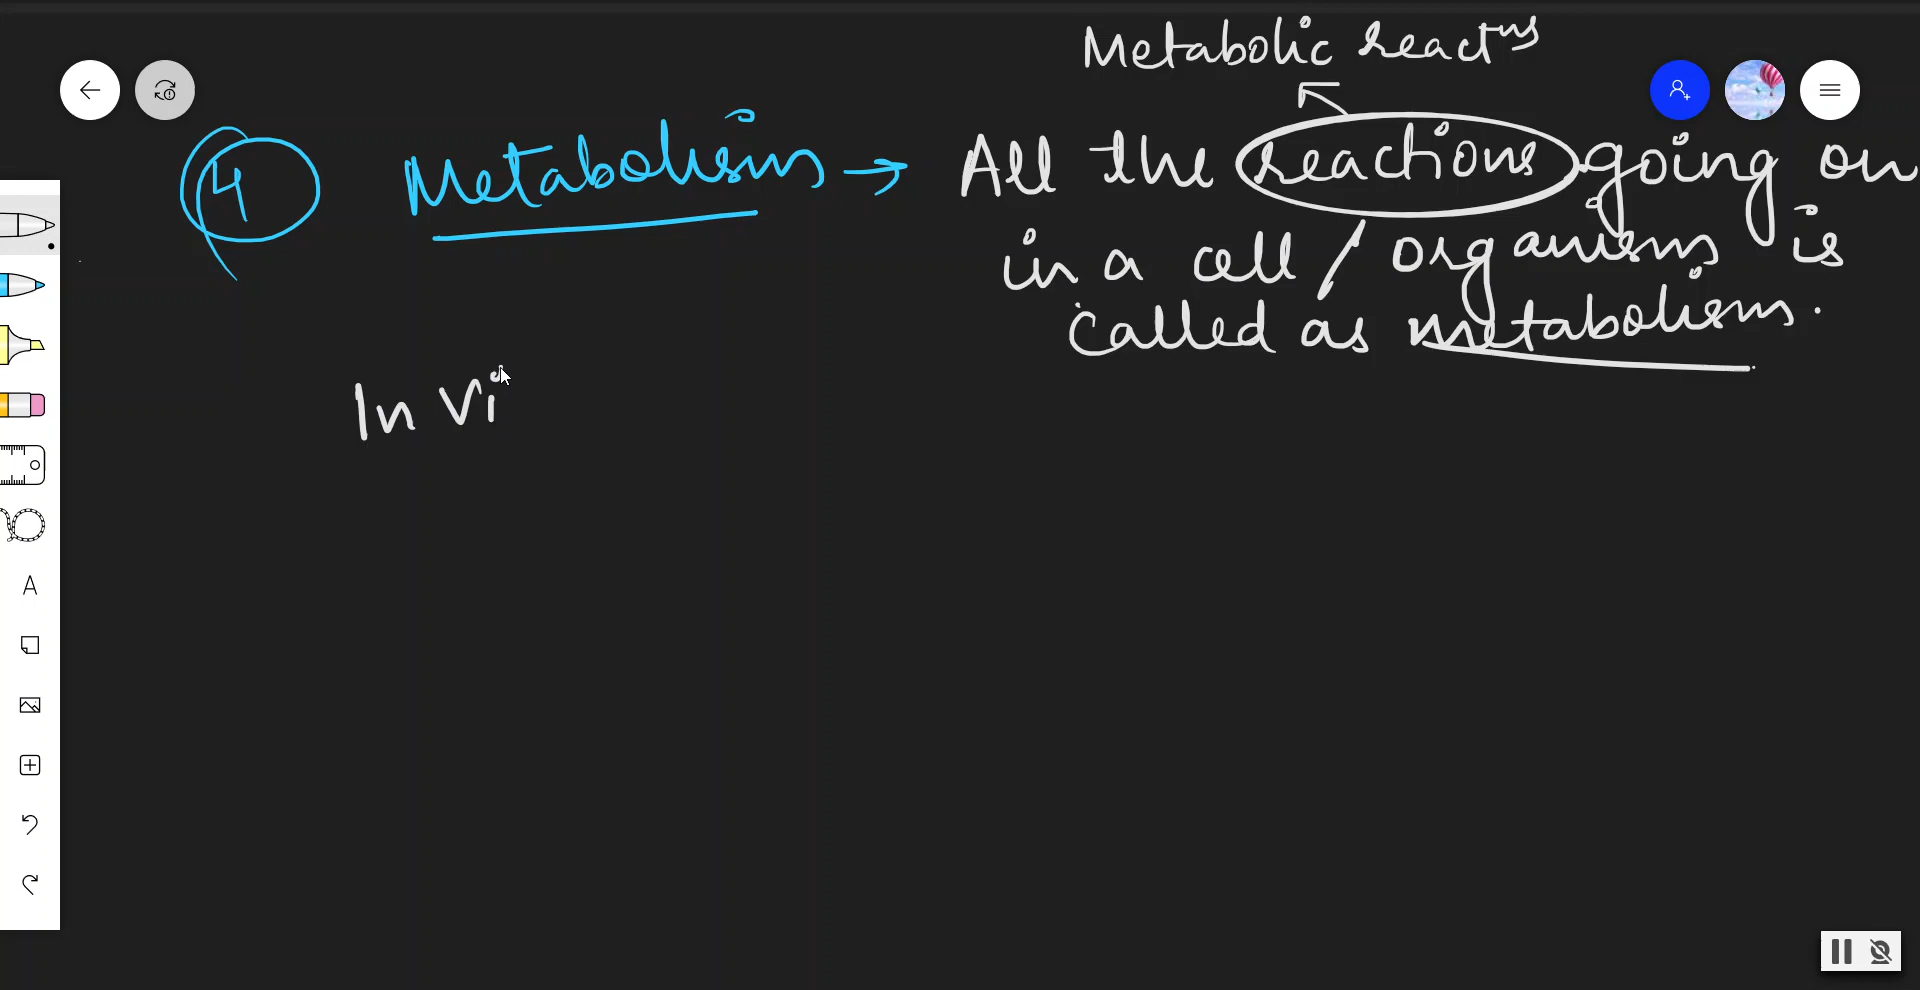 Metabolic reactns
④ Metabolism → All the reactions going on
in a cell / organism is
called as metabolism.
In Vi
A